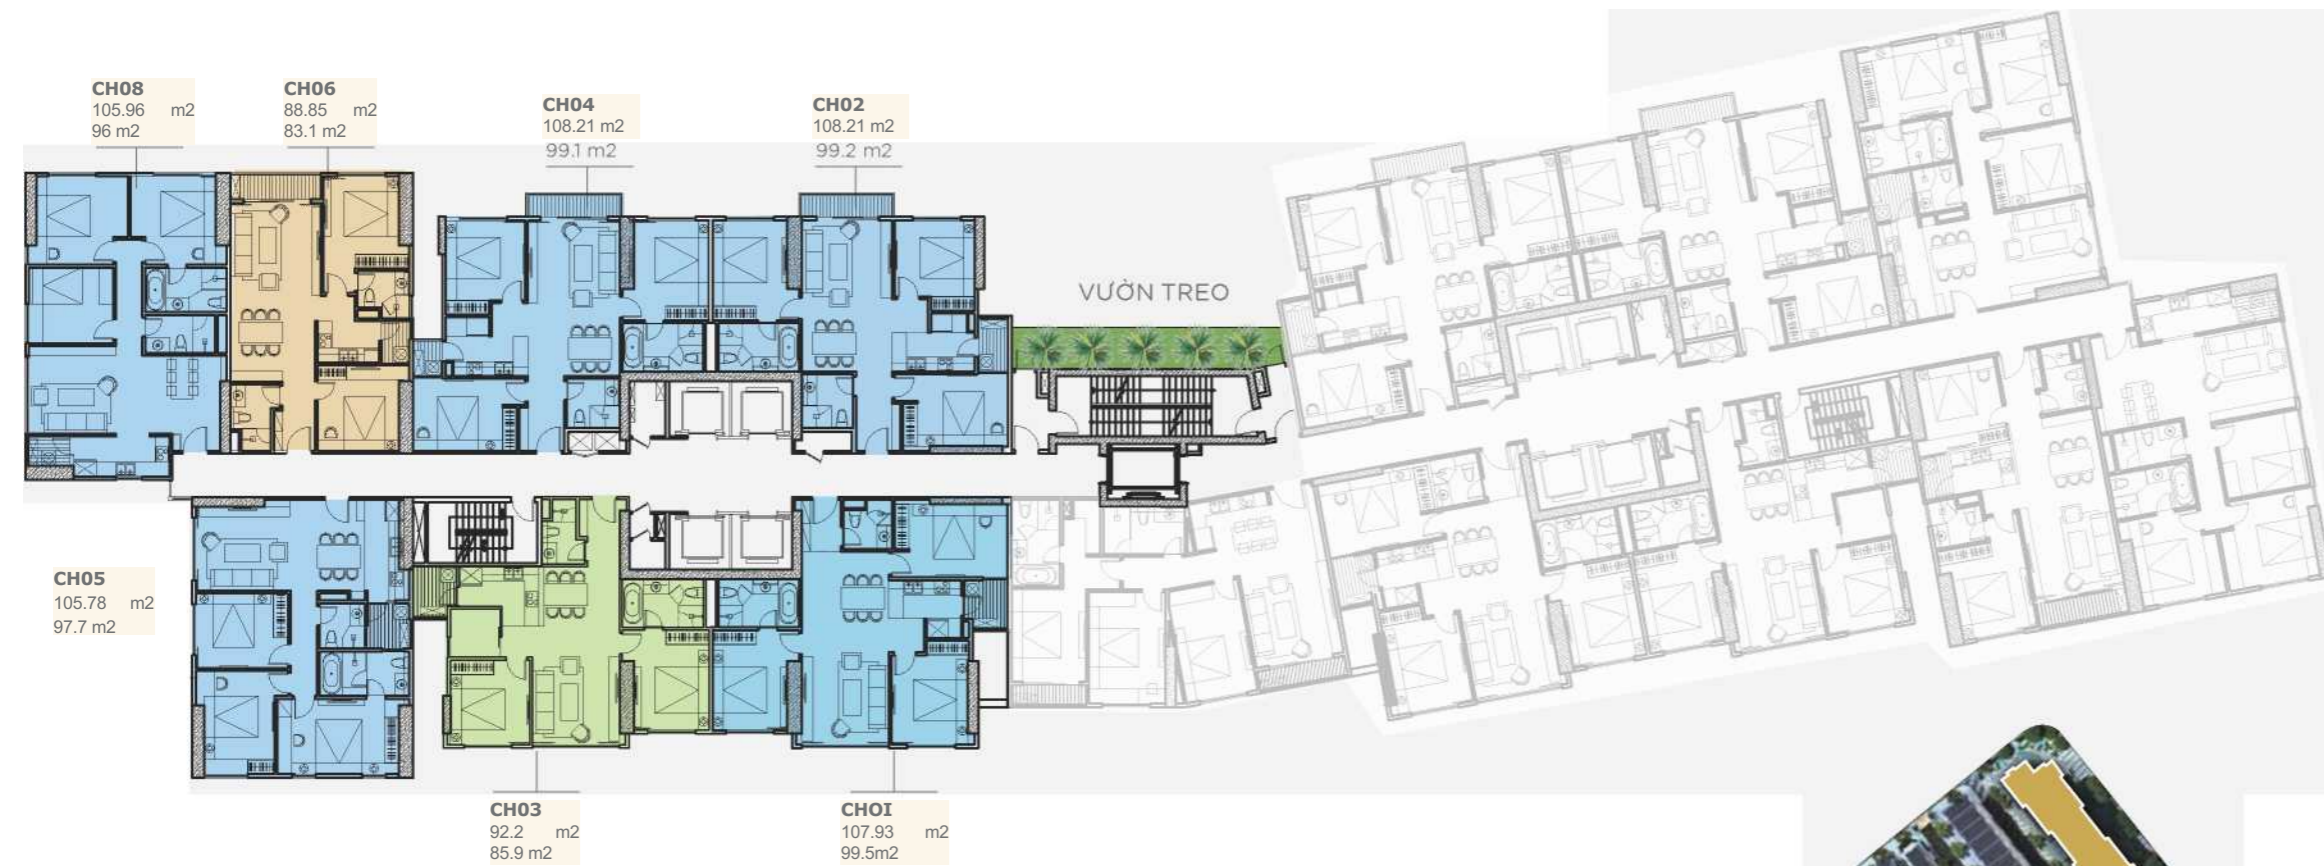 CH08
105.96 m2
96 m2
CH06
88.85 m2
83.1 m2
CH04
108.21 m2
99.1 m2
CH02
108.21 m2
99.2 m2
VƯỜN TREO
CH05
105.78 m2
97.7 m2
CH03
92.2 m2
85.9 m2
CHOI
107.93 m2
99.5m2